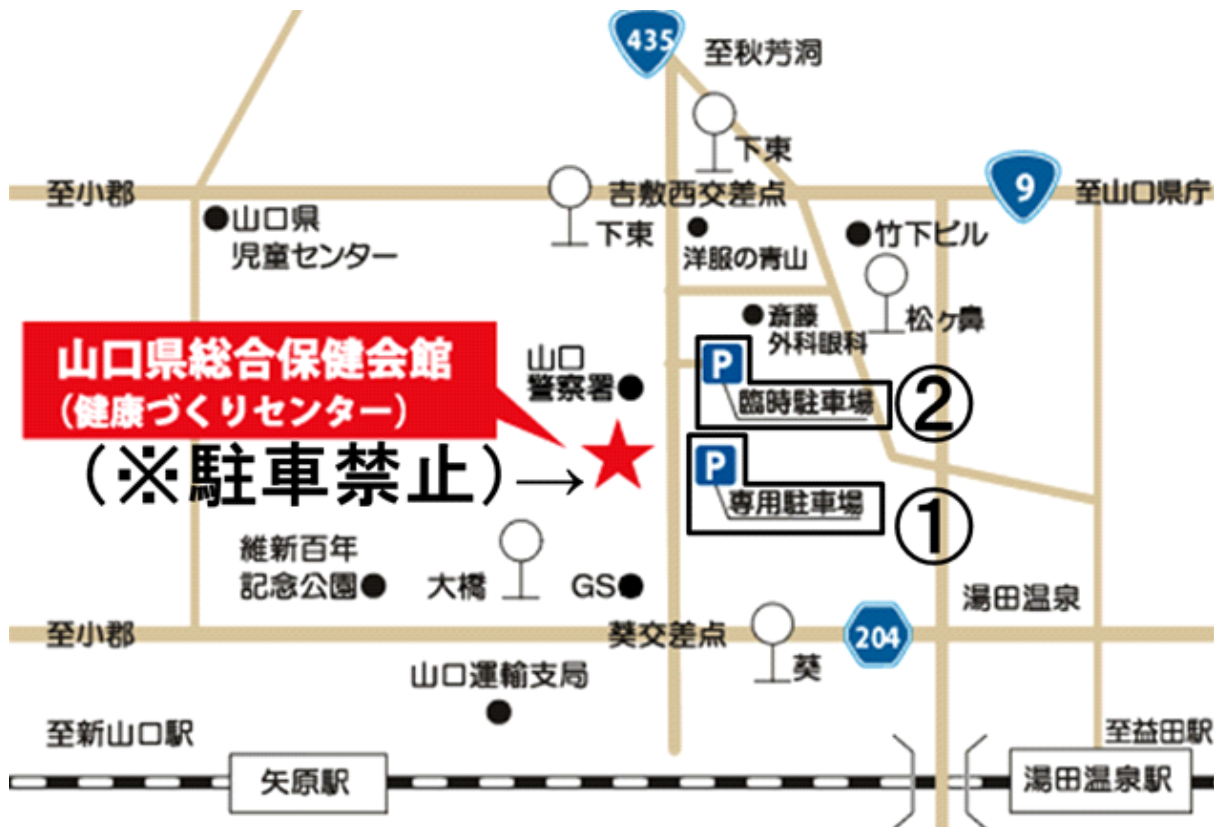 435
至秋芳洞
下東
至小郡
吉敷西交差点
9
至山口県庁
山口県
児童センター
下東
洋服の青山
竹下ビル
斎藤
外科眼科
松ヶ鼻
山口県総合保健会館
(健康づくりセンター)
山口
警察署
P
臨時駐車場
②
(※駐車禁止)→
P
専用駐車場
①
維新百年
記念公園
大橋
GS
湯田温泉
至小郡
葵交差点
204
葵
山口運輸支局
至新山口駅
至益田駅
矢原駅
湯田温泉駅